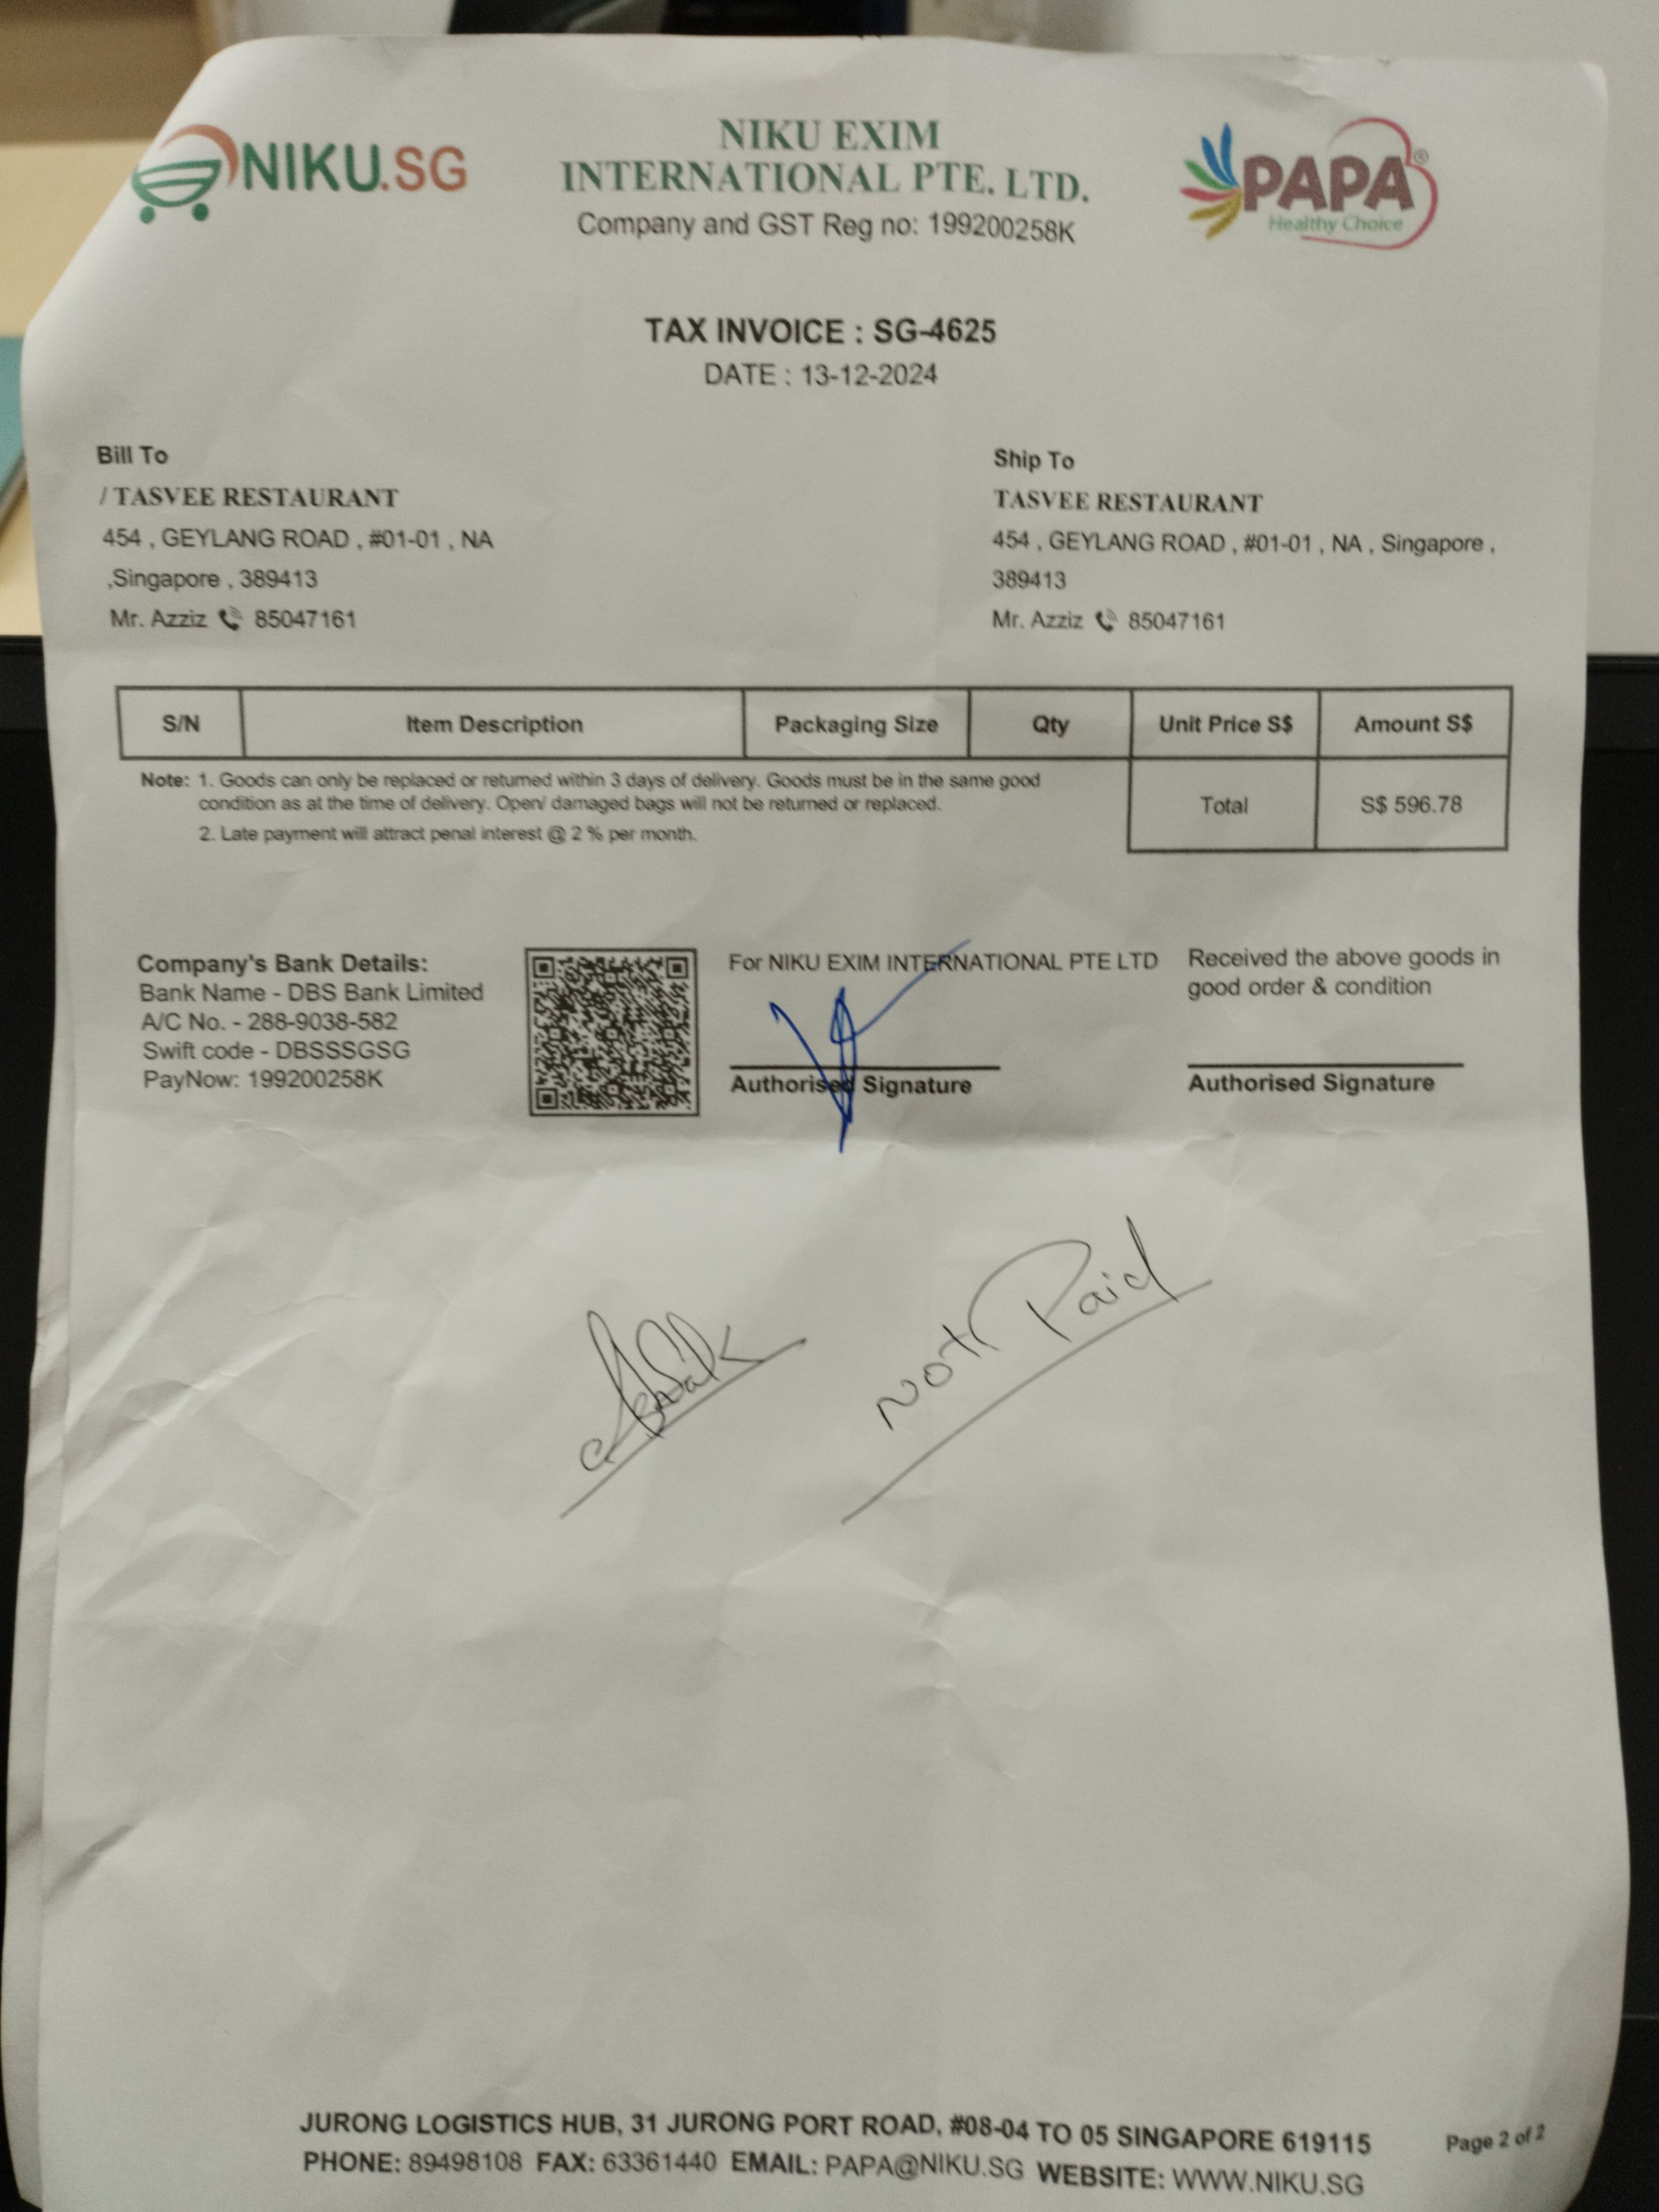 NIKU.SG
NIKU EXIM
INTERNATIONAL PTE. LTD.
Company and GST Reg no: 199200258K
PAPA®
Healthy Choice
TAX INVOICE : SG-4625
DATE : 13-12-2024
Bill To
/ TASVEE RESTAURANT
454 , GEYLANG ROAD , #01-01 , NA
,Singapore , 389413
Mr. Azziz 85047161
Ship To
TASVEE RESTAURANT
454 , GEYLANG ROAD , #01-01 , NA , Singapore ,
389413
Mr. Azziz 85047161
S/N Item Description Packaging Size Qty Unit Price S$ Amount S$
Note: 1. Goods can only be replaced or returned within 3 days of delivery. Goods must be in the same good
condition as at the time of delivery. Open/ damaged bags will not be returned or replaced.
2. Late payment will attract penal interest @ 2 % per month.
Total S$ 596.78
Company's Bank Details:
Bank Name - DBS Bank Limited
A/C No. - 288-9038-582
Swift code - DBSSSGSG
PayNow: 199200258K
For NIKU EXIM INTERNATIONAL PTE LTD
Authorised Signature
Received the above goods in
good order & condition
Authorised Signature
Not Paid
JURONG LOGISTICS HUB, 31 JURONG PORT ROAD, #08-04 TO 05 SINGAPORE 619115
PHONE: 89498108 FAX: 63361440 EMAIL: PAPA@NIKU.SG WEBSITE: WWW.NIKU.SG
Page 2 of 2